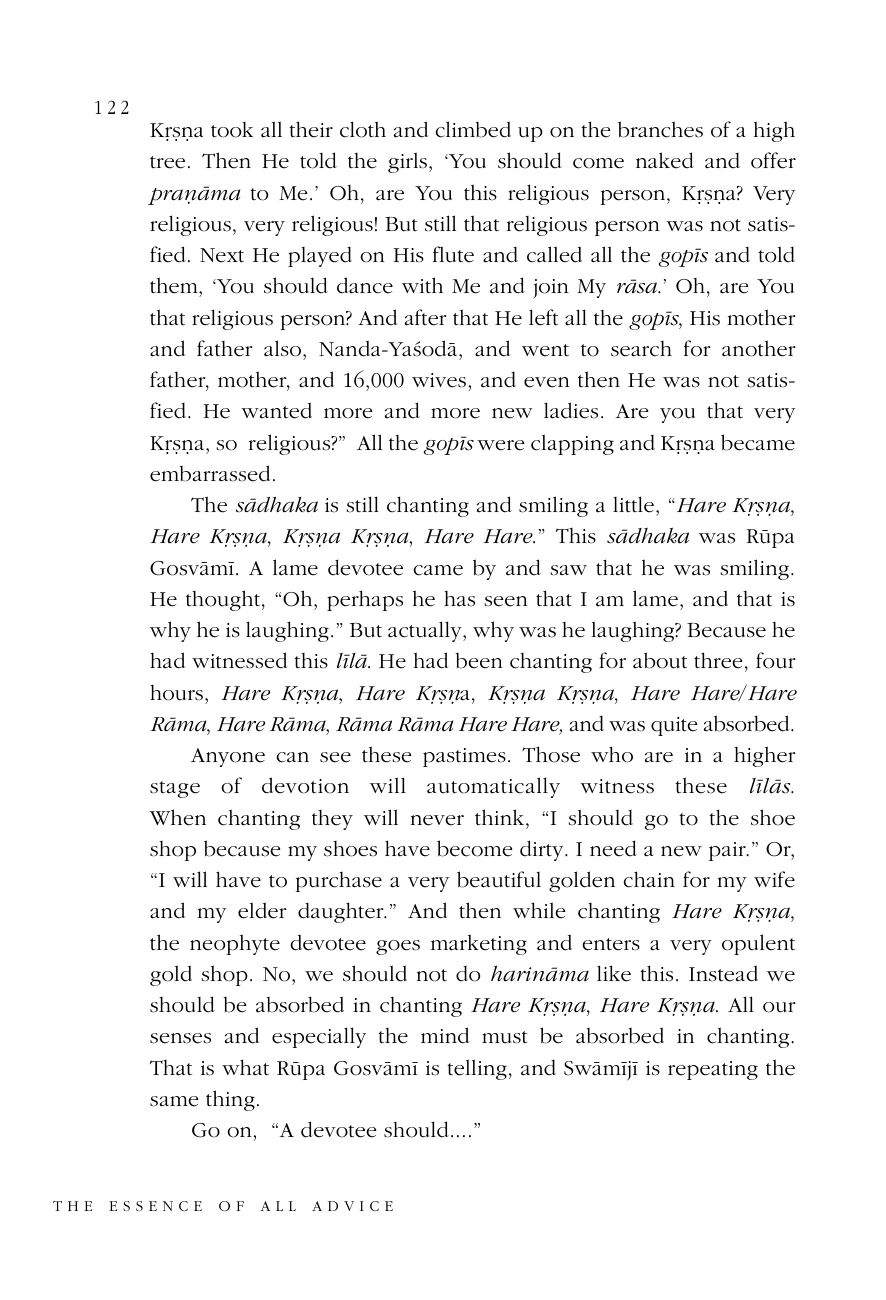 122
Kṛṣṇa took all their cloth and climbed up on the branches of a high
tree. Then He told the girls, ‘You should come naked and offer
praṇāma to Me.’ Oh, are You this religious person, Kṛṣṇa? Very
religious, very religious! But still that religious person was not satis-
fied. Next He played on His flute and called all the gopīs and told
them, ‘You should dance with Me and join My rāsa.’ Oh, are You
that religious person? And after that He left all the gopīs, His mother
and father also, Nanda-Yaśodā, and went to search for another
father, mother, and 16,000 wives, and even then He was not satis-
fied. He wanted more and more new ladies. Are you that very
Kṛṣṇa, so religious?” All the gopīs were clapping and Kṛṣṇa became
embarrassed.
The sādhaka is still chanting and smiling a little, “Hare Kṛṣṇa,
Hare Kṛṣṇa, Kṛṣṇa Kṛṣṇa, Hare Hare.” This sādhaka was Rūpa
Gosvāmī. A lame devotee came by and saw that he was smiling.
He thought, “Oh, perhaps he has seen that I am lame, and that is
why he is laughing.” But actually, why was he laughing? Because he
had witnessed this līlā. He had been chanting for about three, four
hours, Hare Kṛṣṇa, Hare Kṛṣṇa, Kṛṣṇa Kṛṣṇa, Hare Hare/Hare
Rāma, Hare Rāma, Rāma Rāma Hare Hare, and was quite absorbed.
Anyone can see these pastimes. Those who are in a higher
stage of devotion will automatically witness these līlās.
When chanting they will never think, “I should go to the shoe
shop because my shoes have become dirty. I need a new pair.” Or,
“I will have to purchase a very beautiful golden chain for my wife
and my elder daughter.” And then while chanting Hare Kṛṣṇa,
the neophyte devotee goes marketing and enters a very opulent
gold shop. No, we should not do harināma like this. Instead we
should be absorbed in chanting Hare Kṛṣṇa, Hare Kṛṣṇa. All our
senses and especially the mind must be absorbed in chanting.
That is what Rūpa Gosvāmī is telling, and Swāmījī is repeating the
same thing.
Go on, “A devotee should....”
THE ESSENCE OF ALL ADVICE